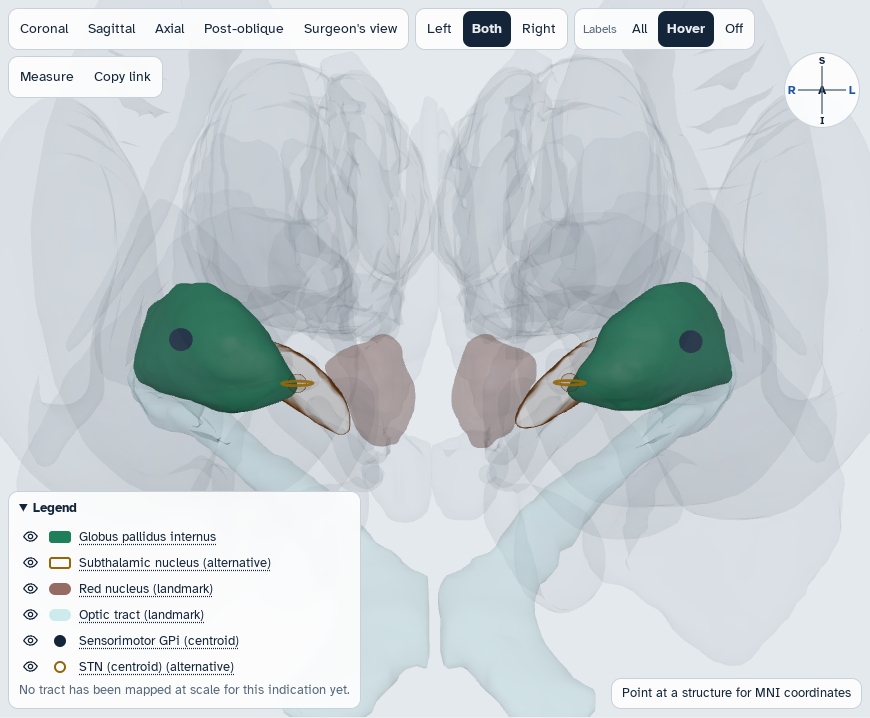 Coronal Sagittal Axial Post-oblique Surgeon's view Left Both Right Labels All Hover Off
Measure Copy link
S
R A L
I
▼ Legend
Globus pallidus internus
Subthalamic nucleus (alternative)
Red nucleus (landmark)
Optic tract (landmark)
Sensorimotor GPi (centroid)
STN (centroid) (alternative)
No tract has been mapped at scale for this indication yet.
Point at a structure for MNI coordinates